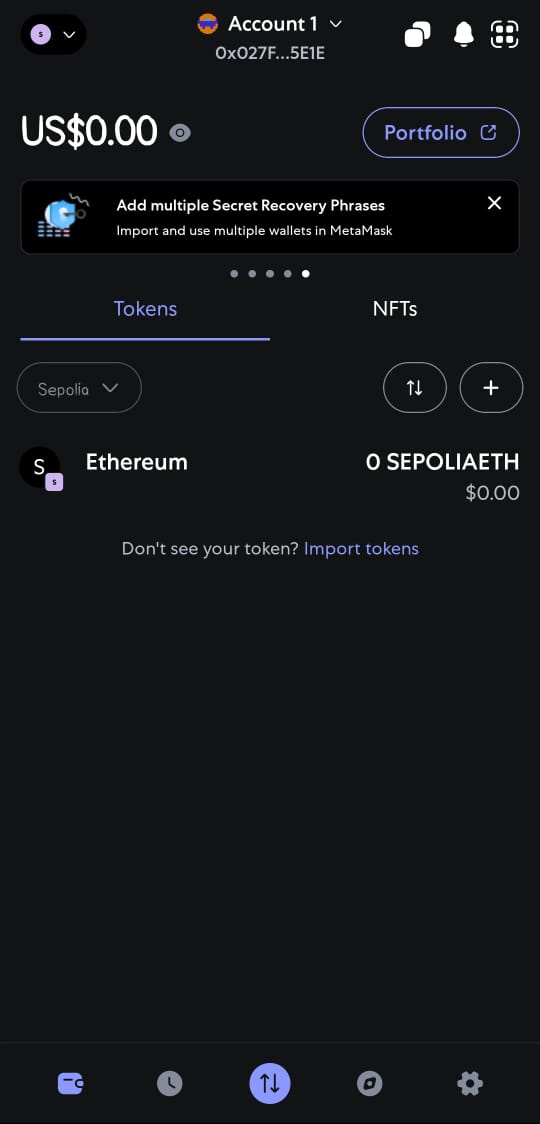 s
Account 1
0x027F...5E1E
US$0.00
Portfolio
Add multiple Secret Recovery Phrases
Import and use multiple wallets in MetaMask
Tokens
NFTs
Sepolia
S
s
Ethereum
0 SEPOLIAETH
$0.00
Don't see your token? Import tokens